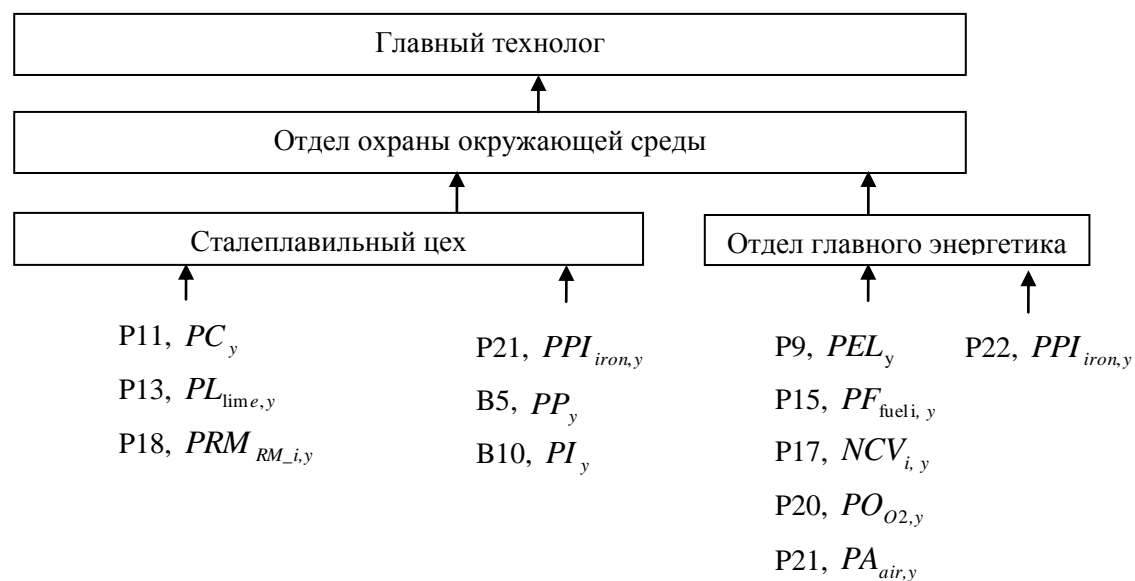 Главный технолог
Отдел охраны окружающей среды
Сталеплавильный цех
Отдел главного энергетика
P11, PC_y
P13, PL_lime,y
P18, PRM_RM_i,y
P21, PPI_iron,y
B5, PP_y
B10, PI_y
P9, PEL_y
P15, PF_fueli, y
P17, NCV_i, y
P20, PO_O2,y
P21, PA_air,y
P22, PPI_iron,y